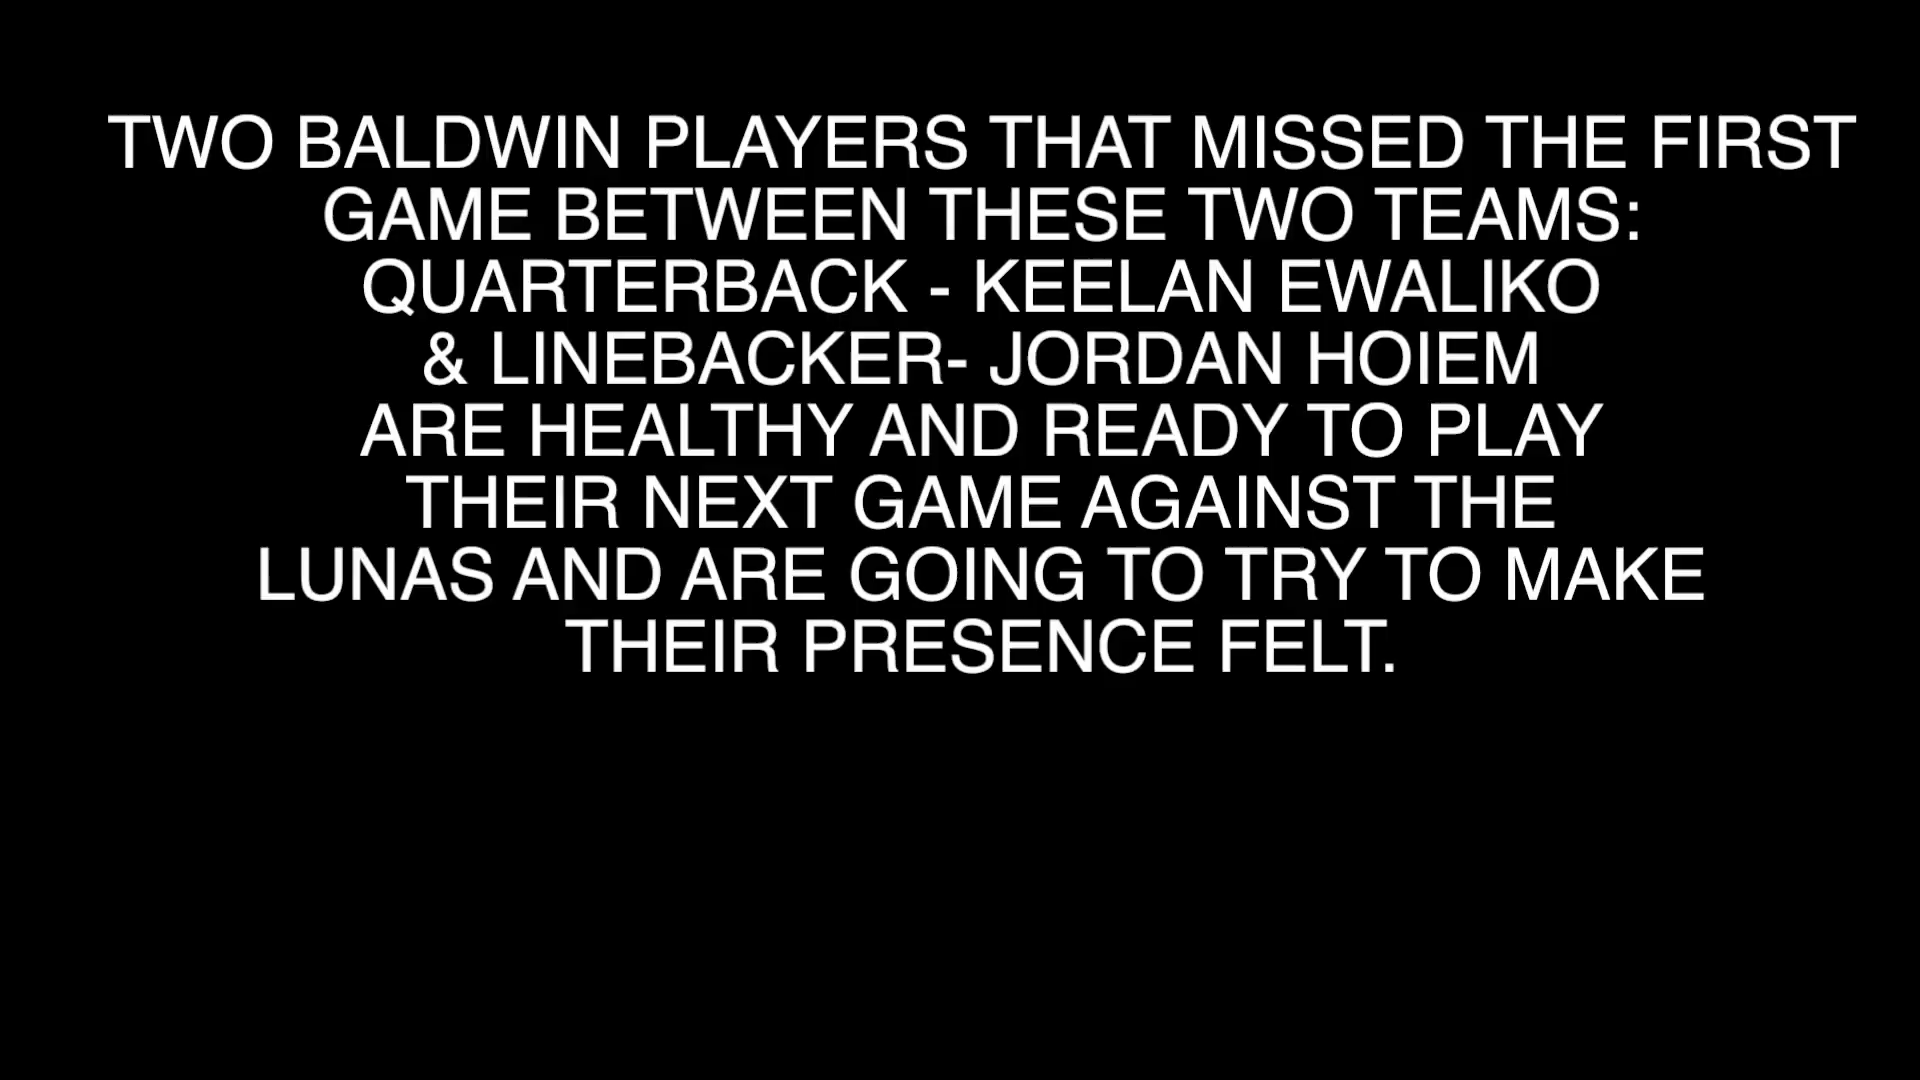 TWO BALDWIN PLAYERS THAT MISSED THE FIRST
GAME BETWEEN THESE TWO TEAMS:
QUARTERBACK - KEELAN EWALIKO
& LINEBACKER- JORDAN HOIEM
ARE HEALTHY AND READY TO PLAY
THEIR NEXT GAME AGAINST THE
LUNAS AND ARE GOING TO TRY TO MAKE
THEIR PRESENCE FELT.